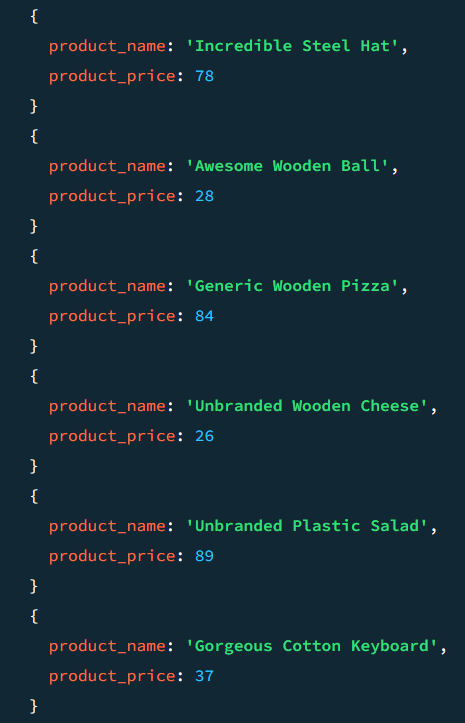 {
product_name: 'Incredible Steel Hat',
product_price: 78
}
{
product_name: 'Awesome Wooden Ball',
product_price: 28
}
{
product_name: 'Generic Wooden Pizza',
product_price: 84
}
{
product_name: 'Unbranded Wooden Cheese',
product_price: 26
}
{
product_name: 'Unbranded Plastic Salad',
product_price: 89
}
{
product_name: 'Gorgeous Cotton Keyboard',
product_price: 37
}